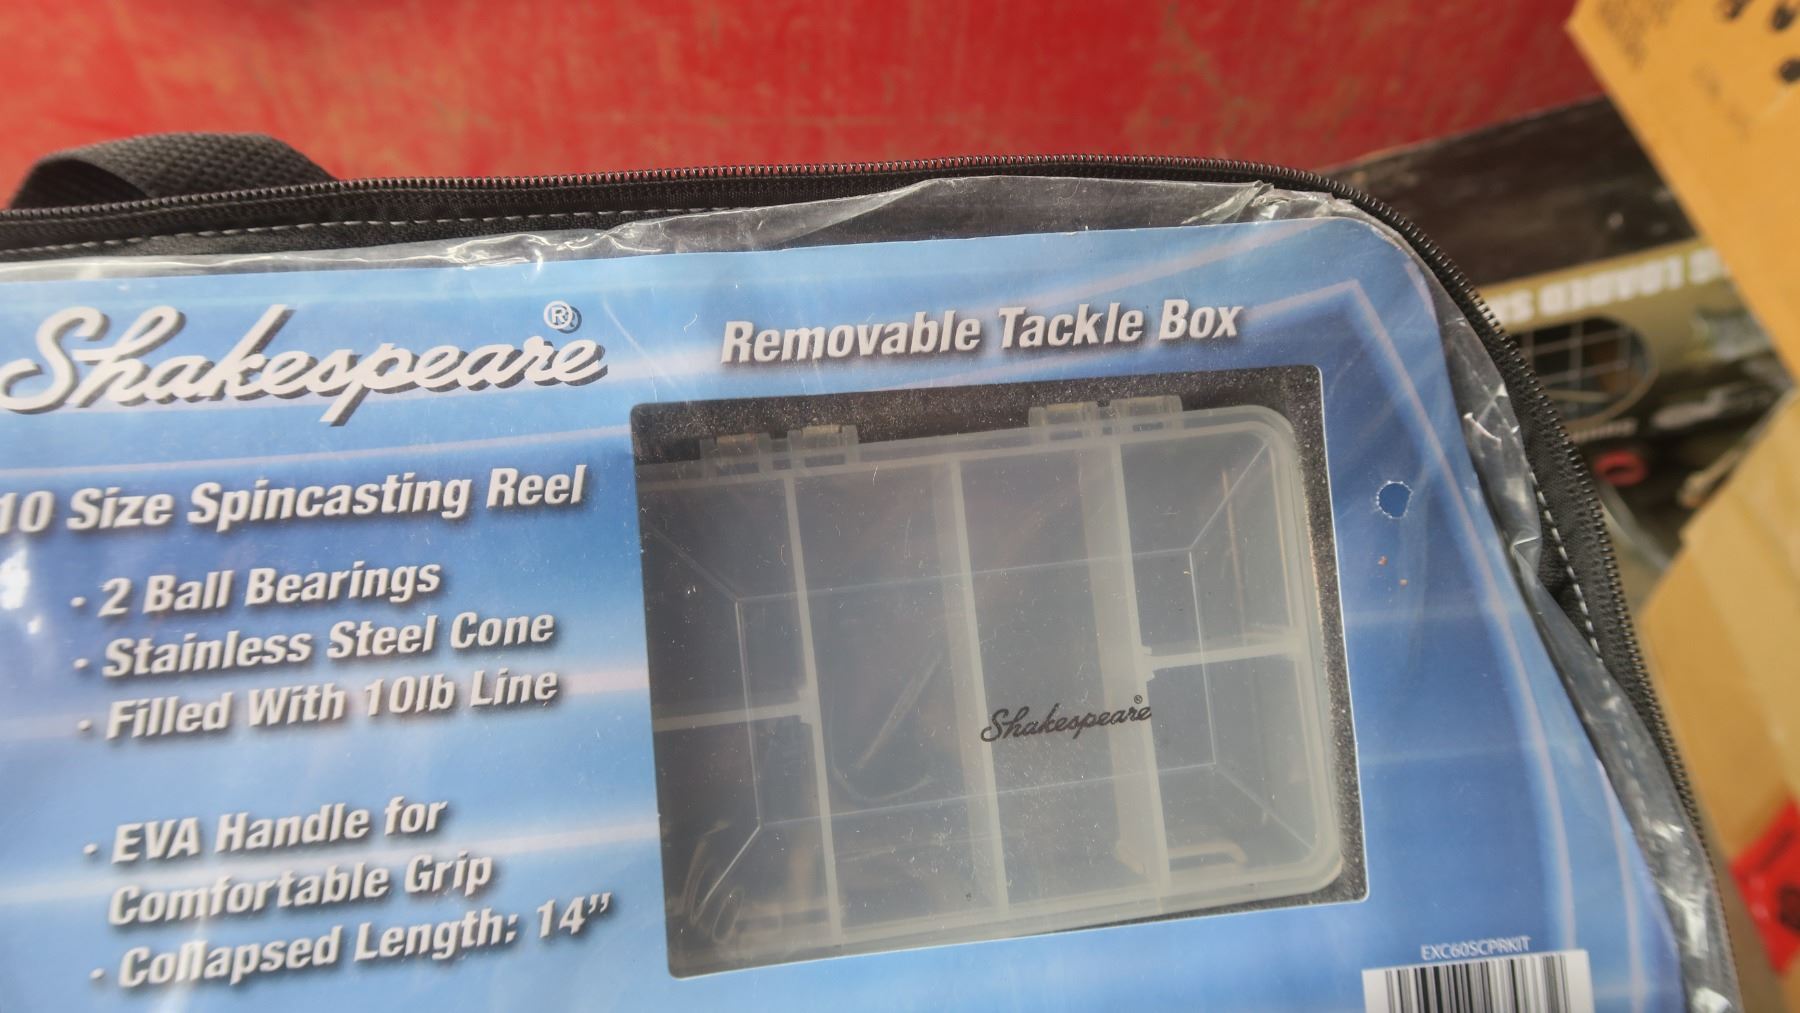 Shakespeare®
Removable Tackle Box
10 Size Spincasting Reel
· 2 Ball Bearings
· Stainless Steel Cone
· Filled With 10lb Line
· EVA Handle for
Comfortable Grip
· Collapsed Length: 14”
Shakespeare®
EXC60SCPRKIT
LOADED